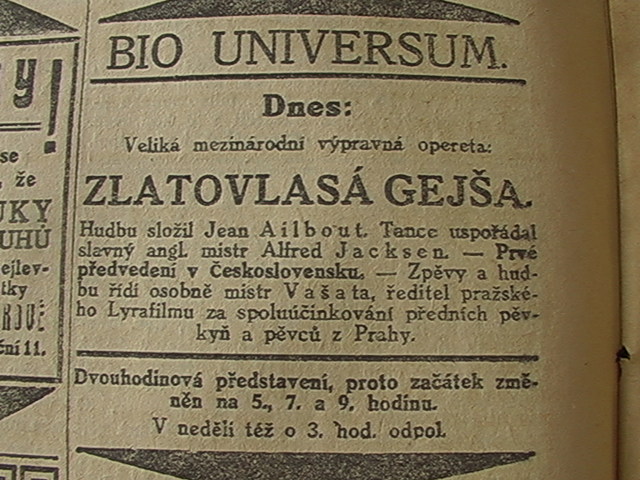 BIO UNIVERSUM.
Dnes:
Veliká mezinárodní výpravná opereta:
ZLATOVLASÁ GEJŠA.
Hudbu složil Jean Ailbout. Tance uspořádal
slavný angl. mistr Alfred Jacksen. — Prvé
předvedení v Československu. — Zpěvy a hud-
bu řídí osobně mistr Vašata, ředitel pražské-
ho Lyrafilmu za spoluúčinkování předních pěv-
kyň a pěvců z Prahy.
Dvouhodinová představení, proto začátek změ-
něn na 5., 7. a 9. hodinu.
V neděli též o 3. hod. odpol.
y!
se
, že
UKY
UHŮ
ejlev-
tky
ční 11.